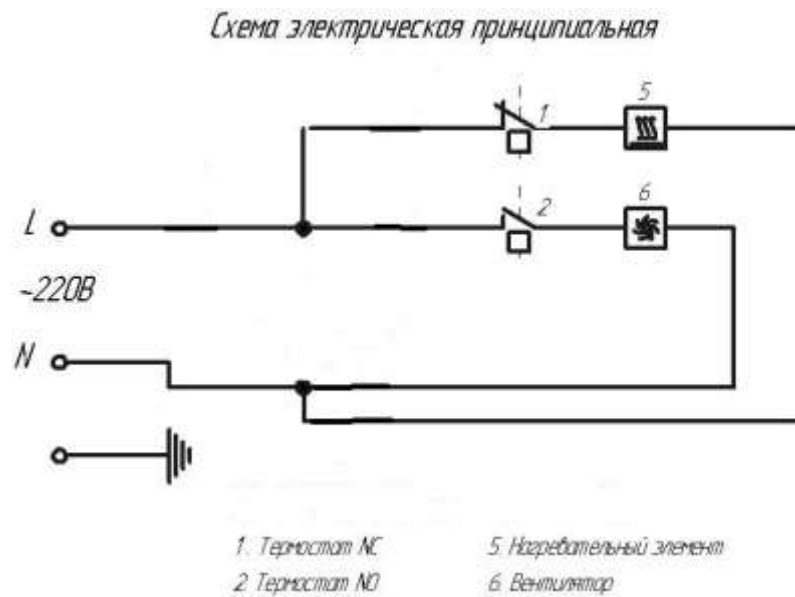 Схема электрическая принципиальная
5
1
L
2
6
~220В
N
1. Термостат NC
5. Нагревательный элемент
2 Термостат NO
6. Вентилятор